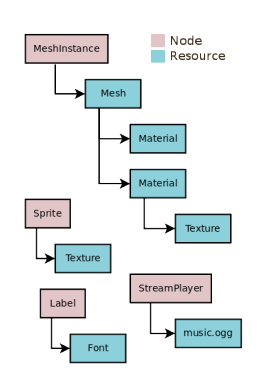 MeshInstance
Node
Resource
Mesh
Material
Material
Texture
Sprite
Texture
Label
Font
StreamPlayer
music.ogg